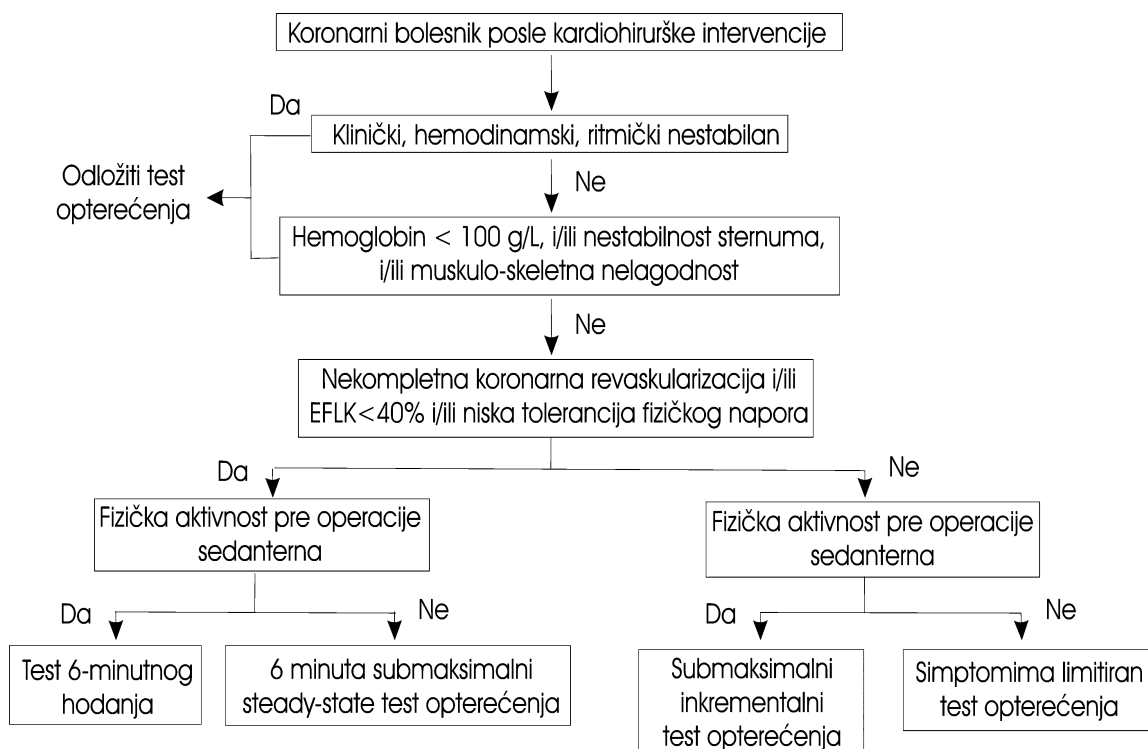 Koronarni bolesnik posle kardiohirurške intervencije
Da
Klinički, hemodinamski, ritmički nestabilan
Odložiti test
opterećenja
Ne
Hemoglobin < 100 g/L, i/ili nestabilnost sternuma,
i/ili muskulo-skeletna nelagodnost
Ne
Nekompletna koronarna revaskularizacija i/ili
EFLK<40% i/ili niska tolerancija fizičkog napora
Da
Ne
Fizička aktivnost pre operacije
sedanterna
Fizička aktivnost pre operacije
sedanterna
Da
Ne
Da
Ne
Test 6-minutnog
hodanja
6 minuta submaksimalni
steady-state test opterećenja
Submaksimalni
inkrementalni
test opterećenja
Simptomima limitiran
test opterećenja